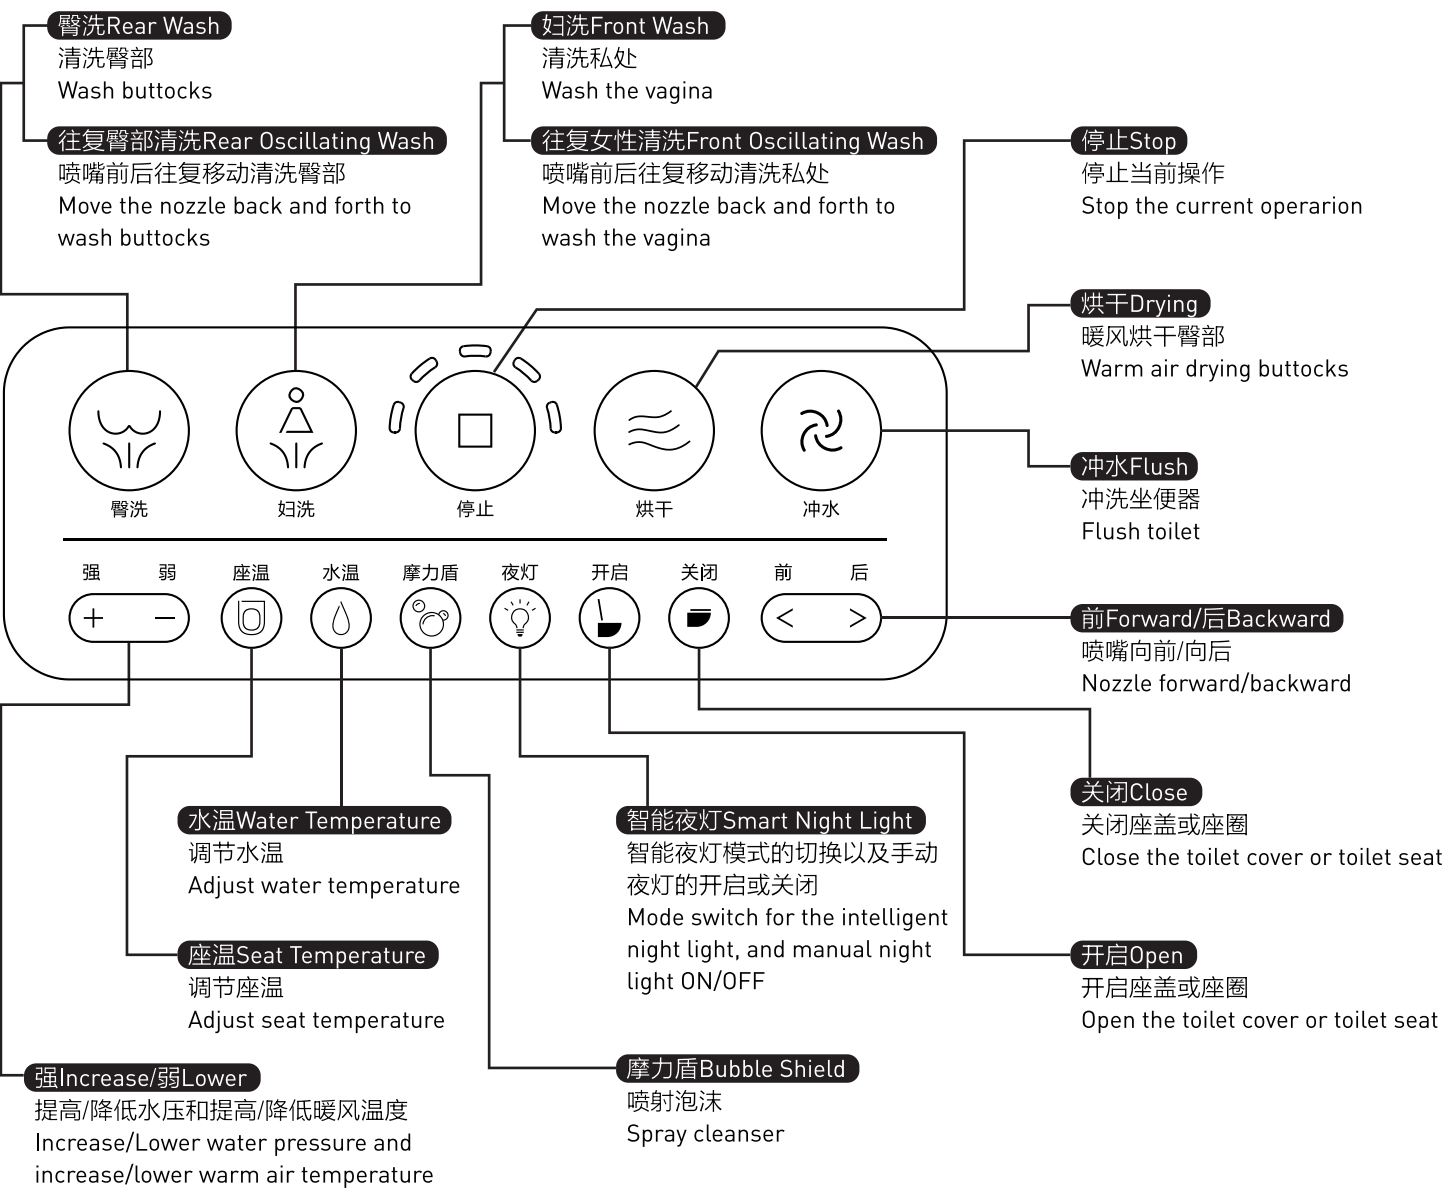 臀洗Rear Wash
清洗臀部
Wash buttocks
往复臀部清洗Rear Oscillating Wash
喷嘴前后往复移动清洗臀部
Move the nozzle back and forth to
wash buttocks
妇洗Front Wash
清洗私处
Wash the vagina
往复女性清洗Front Oscillating Wash
喷嘴前后往复移动清洗私处
Move the nozzle back and forth to
wash the vagina
停止Stop
停止当前操作
Stop the current operarion
烘干Drying
暖风烘干臀部
Warm air drying buttocks
冲水Flush
冲洗坐便器
Flush toilet
臀洗
妇洗
停止
烘干
冲水
强
弱
座温
水温
摩力盾
夜灯
开启
关闭
前
后
前Forward/后Backward
喷嘴向前/向后
Nozzle forward/backward
关闭Close
关闭座盖或座圈
Close the toilet cover or toilet seat
水温Water Temperature
调节水温
Adjust water temperature
智能夜灯Smart Night Light
智能夜灯模式的切换以及手动
夜灯的开启或关闭
Mode switch for the intelligent
night light, and manual night
light ON/OFF
座温Seat Temperature
调节座温
Adjust seat temperature
开启Open
开启座盖或座圈
Open the toilet cover or toilet seat
强Increase/弱Lower
提高/降低水压和提高/降低暖风温度
Increase/Lower water pressure and
increase/lower warm air temperature
摩力盾Bubble Shield
喷射泡沫
Spray cleanser